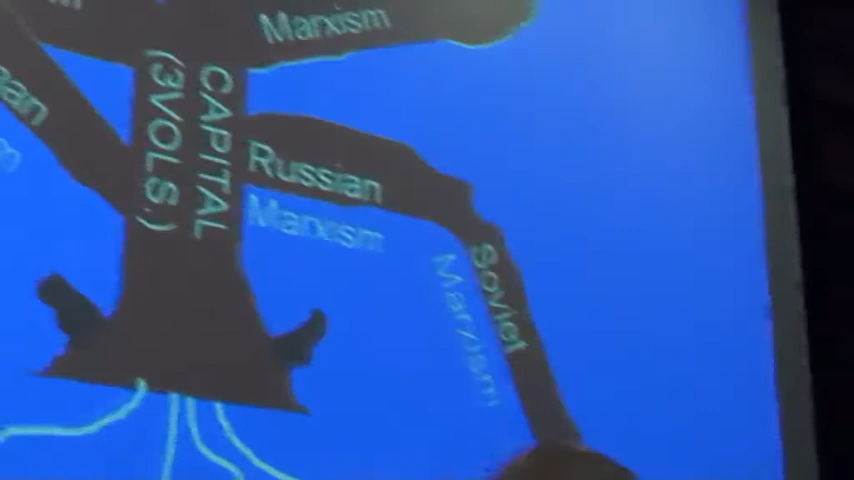 Marxism
CAPITAL
(3VOLS.)
Russian
Marxism
Soviet
Marxism